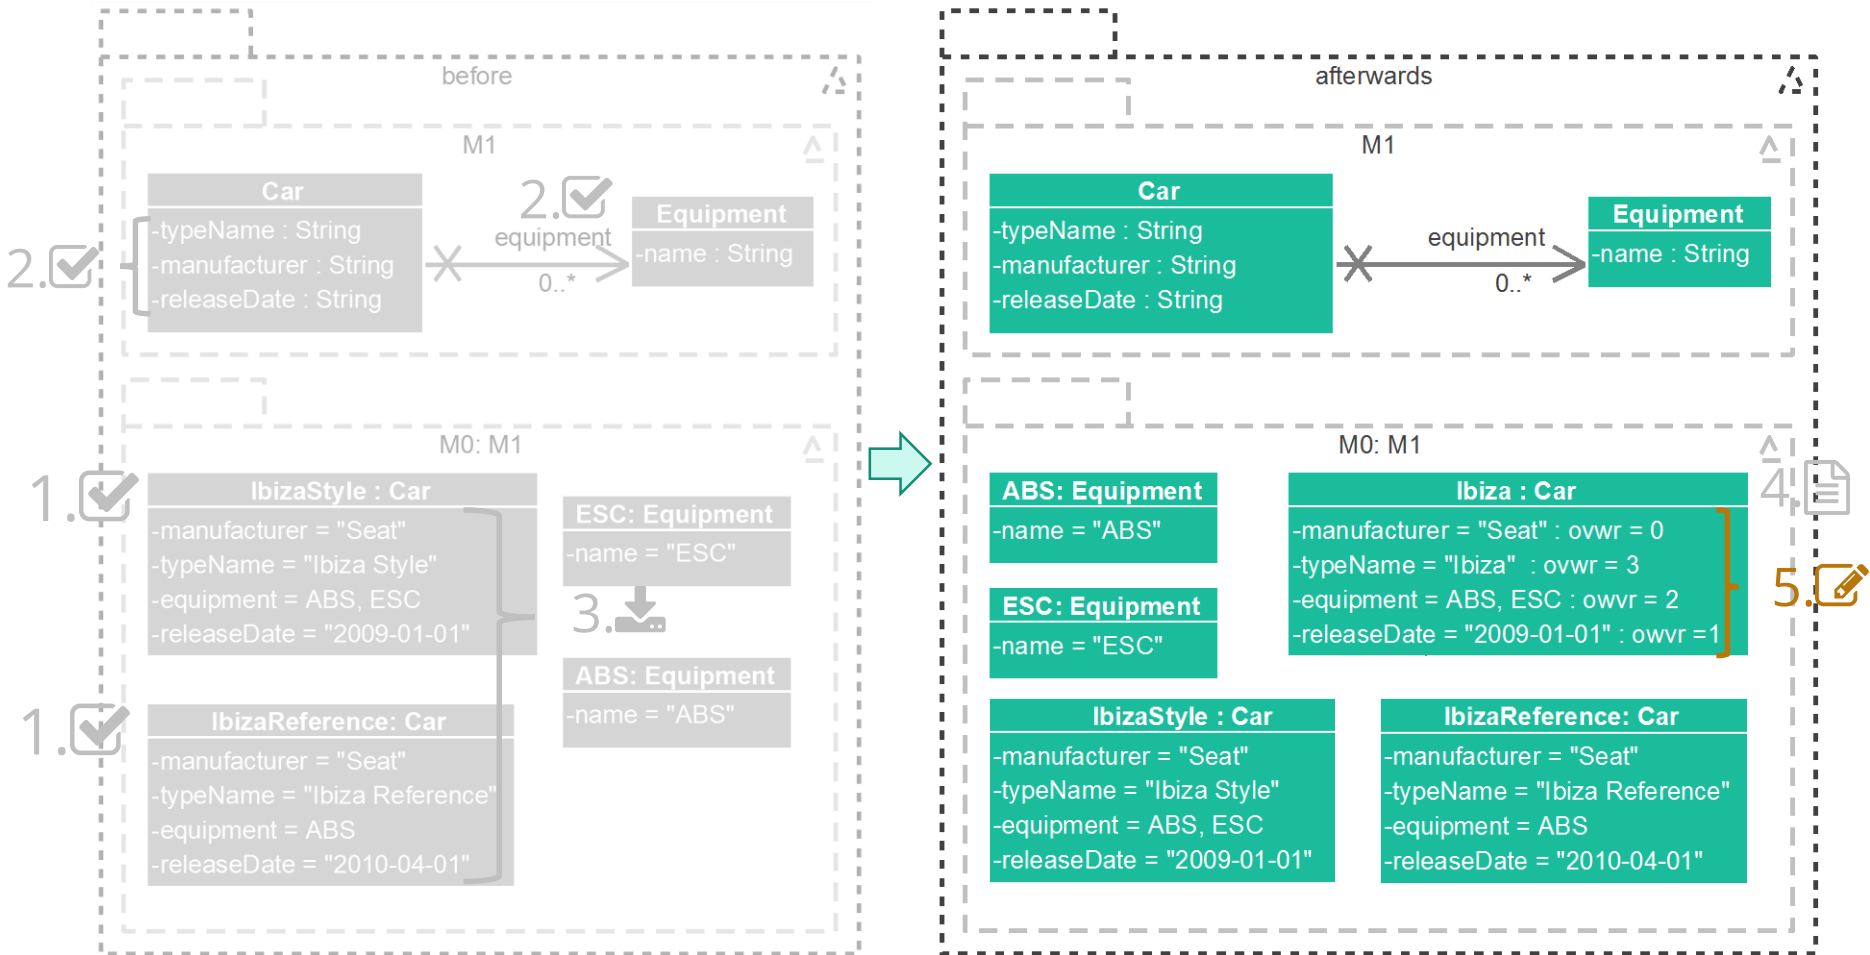 before
M1
2.
Car
-typeName : String
-manufacturer : String
-releaseDate : String
2.
equipment
0..*
Equipment
-name : String
M0: M1
1.
IbizaStyle : Car
-manufacturer = "Seat"
-typeName = "Ibiza Style"
-equipment = ABS, ESC
-releaseDate = "2009-01-01"
ESC: Equipment
-name = "ESC"
3.
ABS: Equipment
-name = "ABS"
1.
IbizaReference: Car
-manufacturer = "Seat"
-typeName = "Ibiza Reference"
-equipment = ABS
-releaseDate = "2010-04-01"
afterwards
M1
Car
-typeName : String
-manufacturer : String
-releaseDate : String
equipment
0..*
Equipment
-name : String
M0: M1
ABS: Equipment
-name = "ABS"
ESC: Equipment
-name = "ESC"
Ibiza : Car
-manufacturer = "Seat" : ovwr = 0
-typeName = "Ibiza" : ovwr = 3
-equipment = ABS, ESC : owvr = 2
-releaseDate = "2009-01-01" : owvr =1
4.
5.
IbizaStyle : Car
-manufacturer = "Seat"
-typeName = "Ibiza Style"
-equipment = ABS, ESC
-releaseDate = "2009-01-01"
IbizaReference: Car
-manufacturer = "Seat"
-typeName = "Ibiza Reference"
-equipment = ABS
-releaseDate = "2010-04-01"